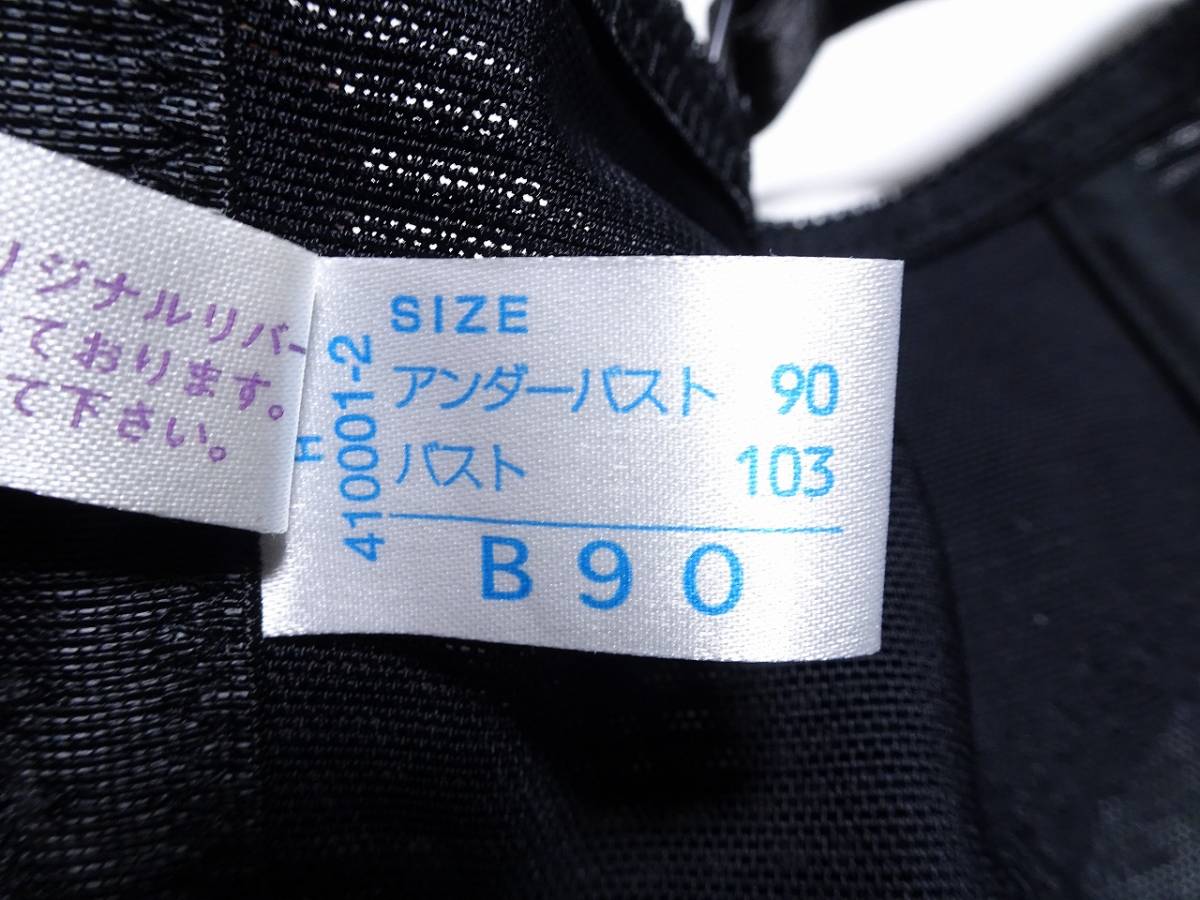 リジナルリバー
ております。
て下さい。
SIZE
アンダーバスト 90
バスト 103
B90
410001-2
H